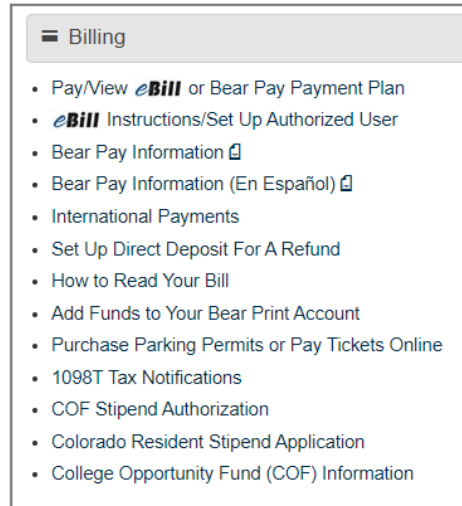 Billing
Pay/View eBill or Bear Pay Payment Plan
eBill Instructions/Set Up Authorized User
Bear Pay Information
Bear Pay Information (En Español)
International Payments
Set Up Direct Deposit For A Refund
How to Read Your Bill
Add Funds to Your Bear Print Account
Purchase Parking Permits or Pay Tickets Online
1098T Tax Notifications
COF Stipend Authorization
Colorado Resident Stipend Application
College Opportunity Fund (COF) Information